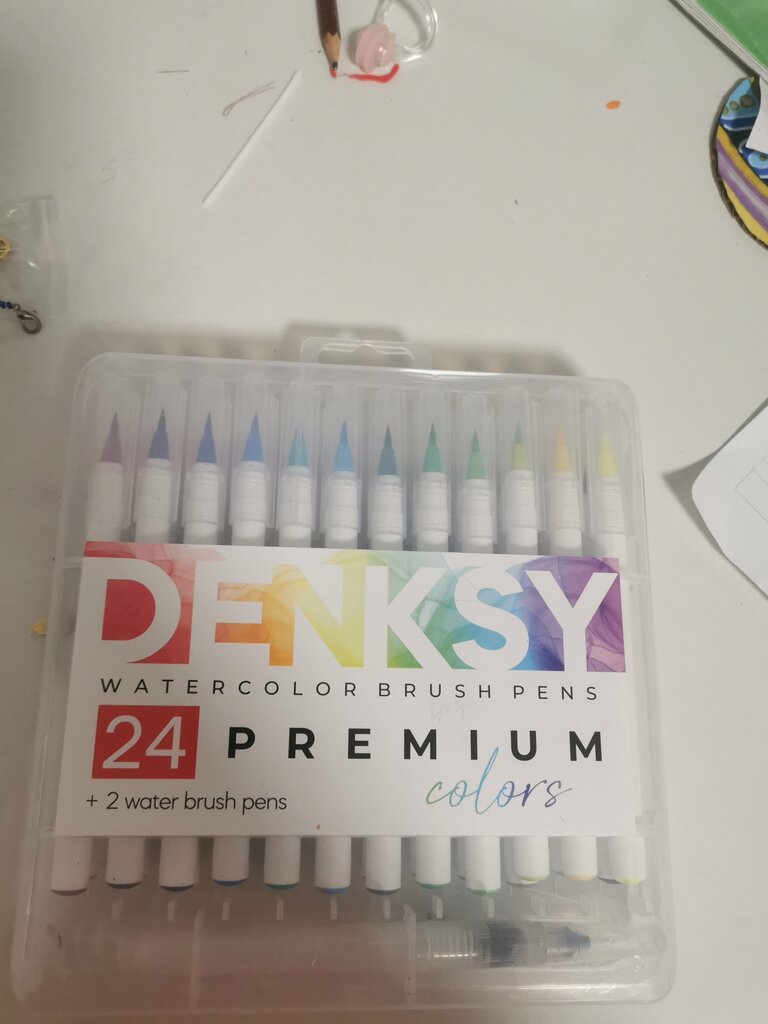 DENKSY
WATERCOLOR BRUSH PENS
24 PREMIUM
colors
+ 2 water brush pens